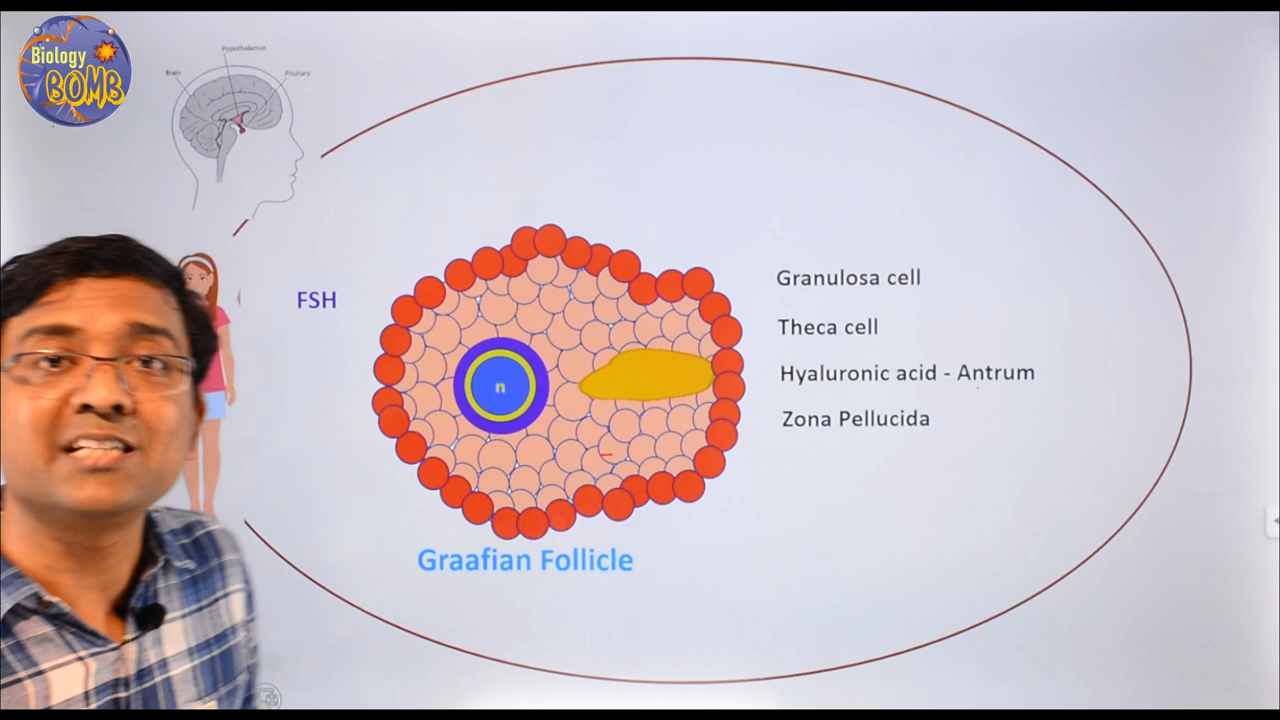 Biology
BOMB
Hypothalamus
Brain
Pituitary
FSH
n
Granulosa cell
Theca cell
Hyaluronic acid - Antrum
Zona Pellucida
Graafian Follicle